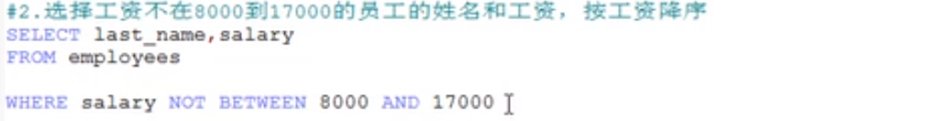 #2.选择工资不在8000到17000的员工的姓名和工资，按工资降序
SELECT last_name,salary
FROM employees
WHERE salary NOT BETWEEN 8000 AND 17000